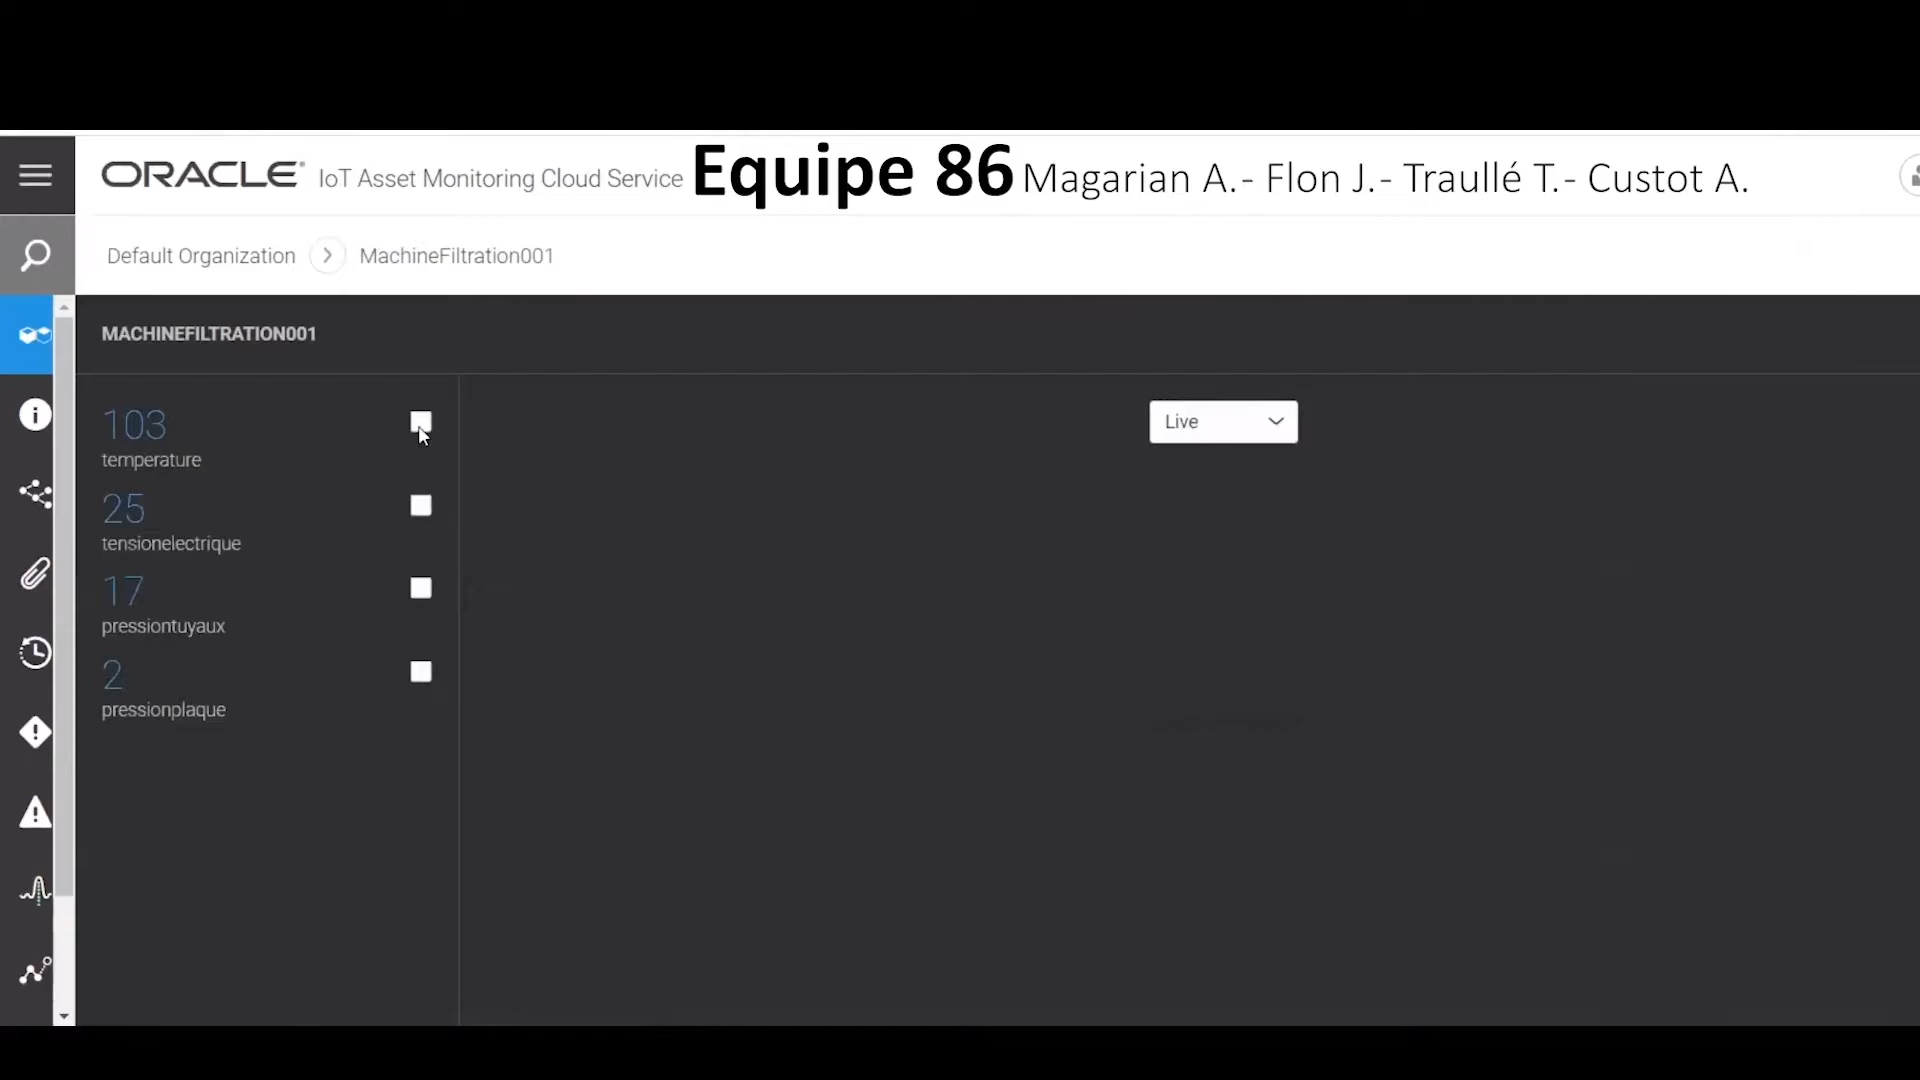 ORACLE IoT Asset Monitoring Cloud Service Equipe 86 Magarian A.- Flon J.- Traullé T.- Custot A.
Default Organization MachineFiltration001
MACHINEFILTRATION001
103
temperature
Live
25
tensionelectrique
17
pressiontuyaux
2
pressionplaque